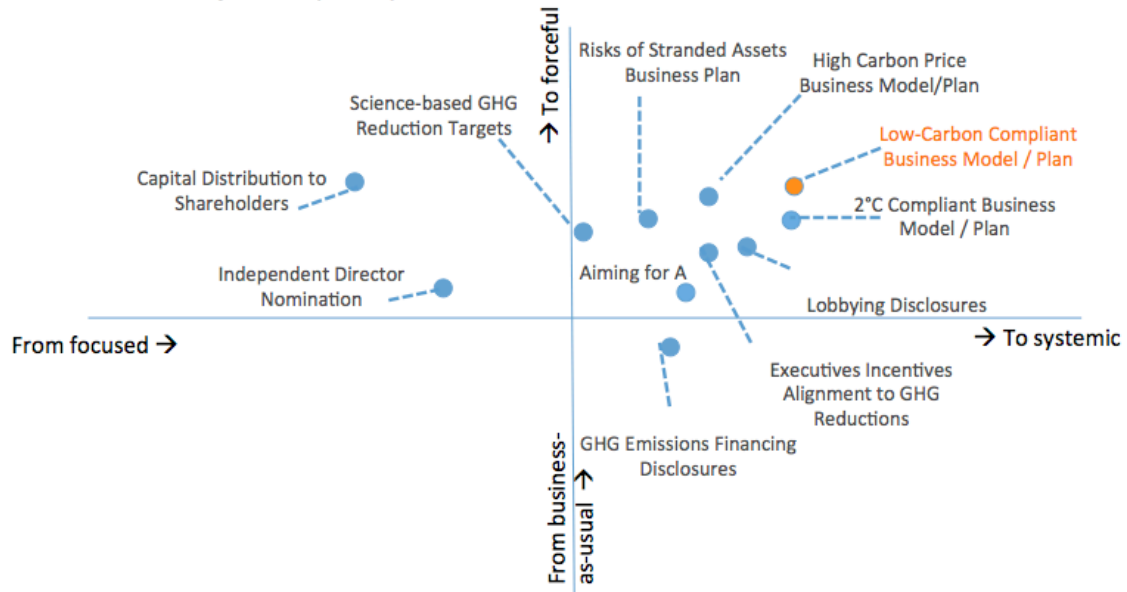 → To forceful
Risks of Stranded Assets
Business Plan
High Carbon Price
Business Model/Plan
Science-based GHG
Reduction Targets
Low-Carbon Compliant
Business Model / Plan
Capital Distribution to
Shareholders
2°C Compliant Business
Model / Plan
Independent Director
Nomination
Aiming for A
Lobbying Disclosures
From focused →
→ To systemic
Executives Incentives
Alignment to GHG
Reductions
GHG Emissions Financing
Disclosures
From business-
as-usual →